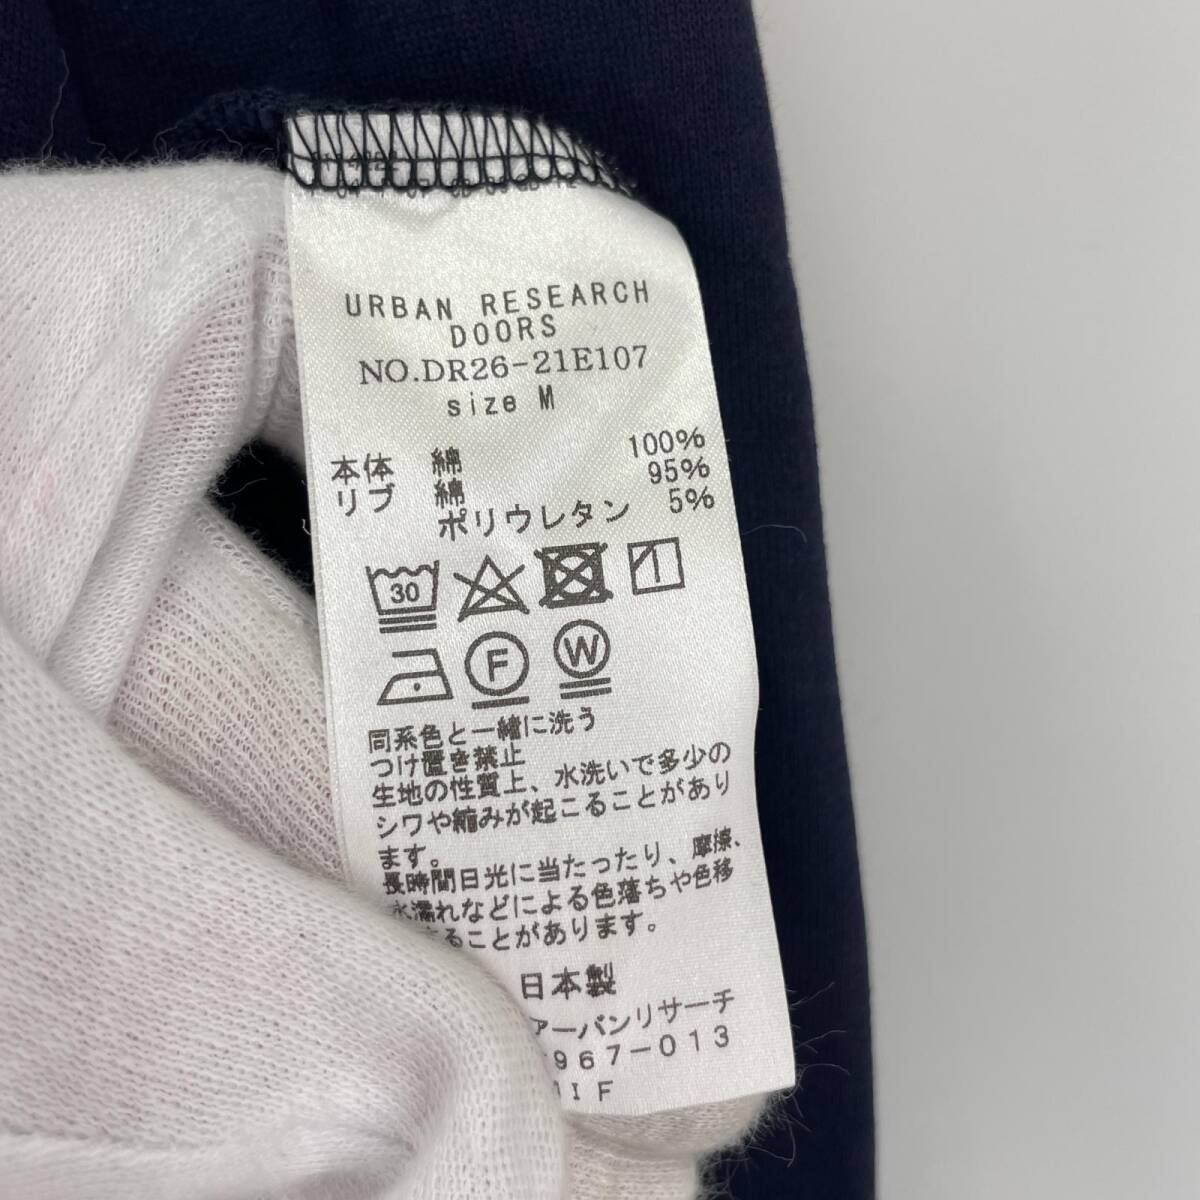 URBAN RESEARCH
DOORS
NO.DR26-21E107
size M
本体 綿 100%
リブ 綿 95%
ポリウレタン 5%
30
F W
同系色と一緒に洗う
つけ置き禁止
生地の性質上、水洗いで多少の
シワや縮みが起こることがあり
ます。
長時間日光に当たったり、摩擦、
水濡れなどによる色落ちや色移
ることがあります。
日本製
アーバンリサーチ
967-013
IF